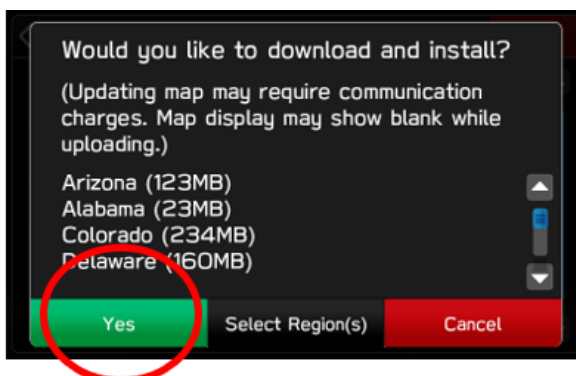 Would you like to download and install?
(Updating map may require communication
charges. Map display may show blank while
uploading.)
Arizona (123MB)
Alabama (23MB)
Colorado (234MB)
Delaware (160MB)
Yes
Select Region(s)
Cancel